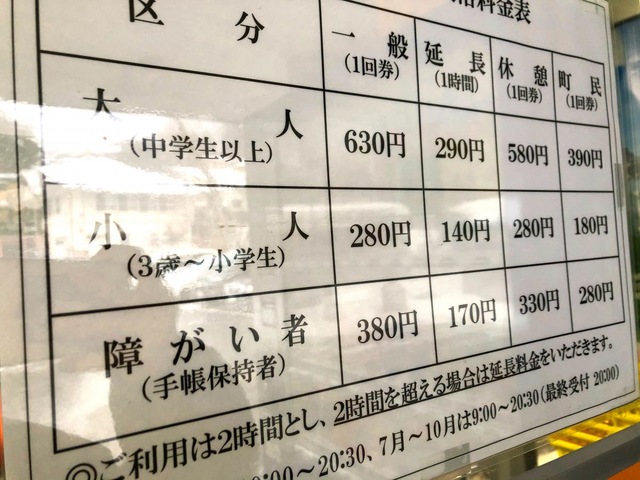 料金表
区分 一般(1回券) 延長(1時間) 休憩(1回券) 町民(1回券)
大人(中学生以上) 630円 290円 580円 390円
小人(3歳～小学生) 280円 140円 280円 180円
障がい者(手帳保持者) 380円 170円 330円 280円
◎ご利用は2時間とし、2時間を超える場合は延長料金をいただきます。
:00～20:30、7月～10月は9:00～20:30(最終受付 20:00)